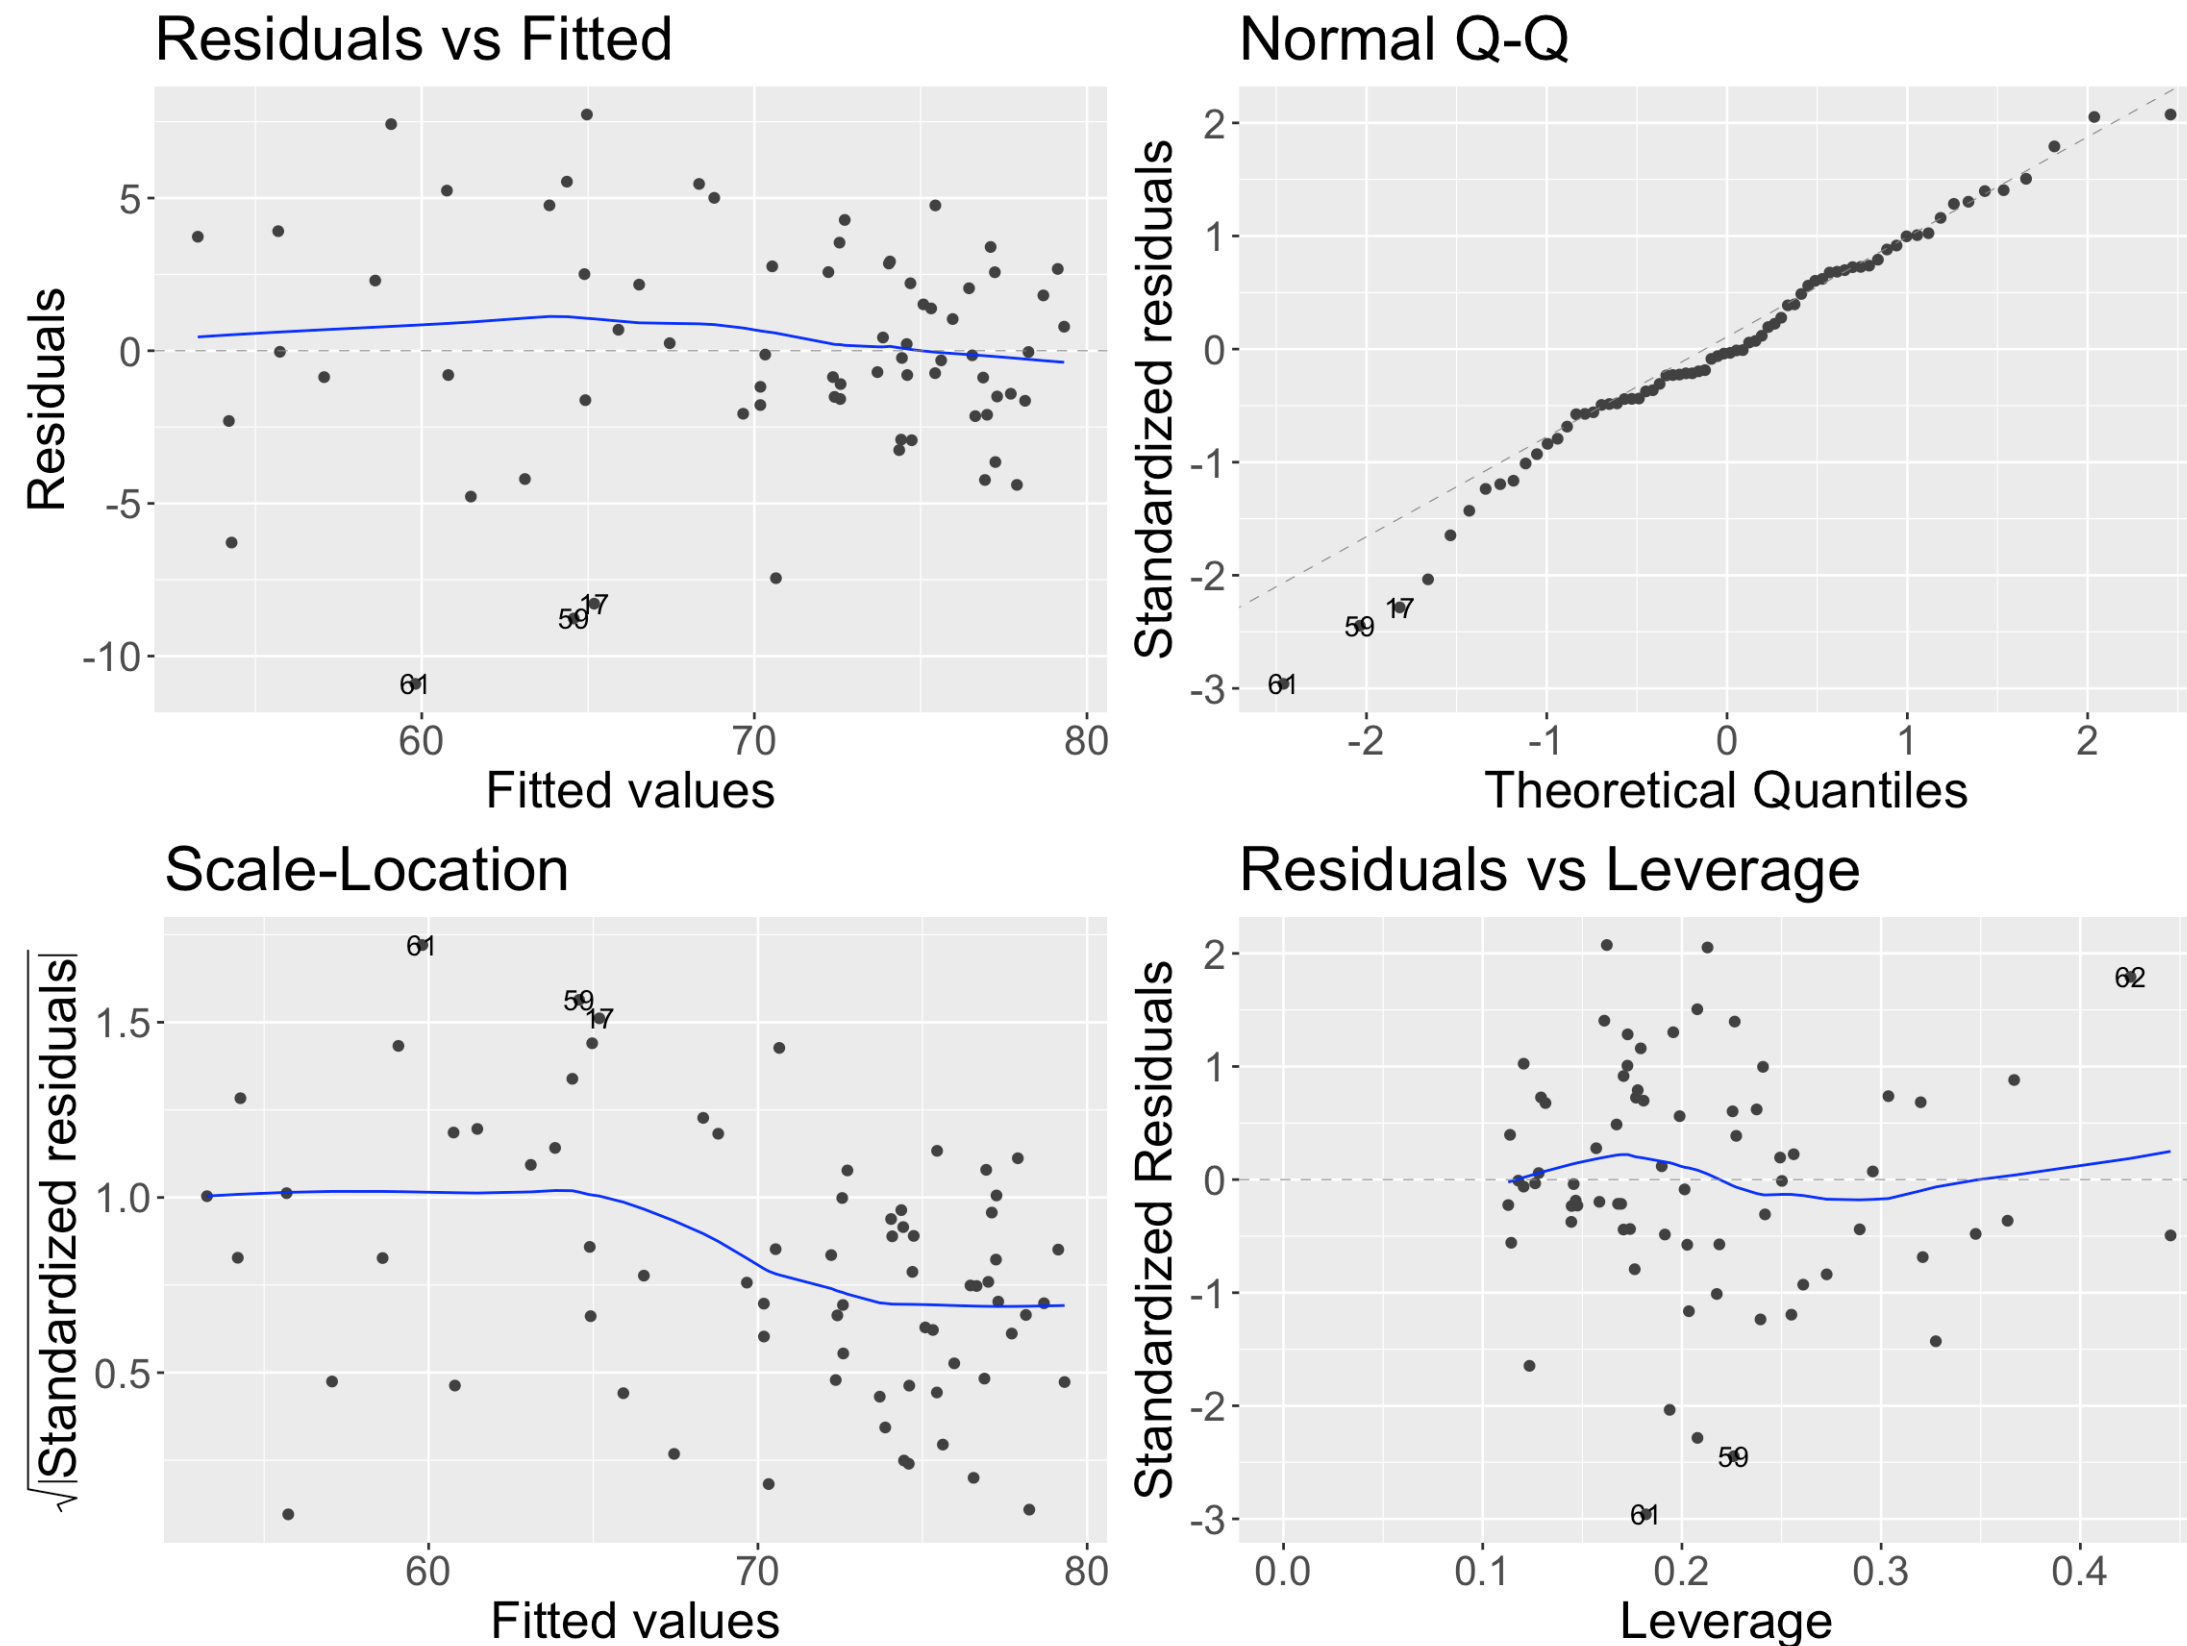 Residuals vs Fitted
Residuals
5
0
-5
-10
17
59
61
60 70 80
Fitted values
Normal Q-Q
Standardized residuals
2
1
0
-1
-2
-3
17
59
61
-2 -1 0 1 2
Theoretical Quantiles
Scale-Location
√|Standardized residuals|
1.5
1.0
0.5
61
59
17
60 70 80
Fitted values
Residuals vs Leverage
Standardized Residuals
2
1
0
-1
-2
-3
62
59
61
0.0 0.1 0.2 0.3 0.4
Leverage